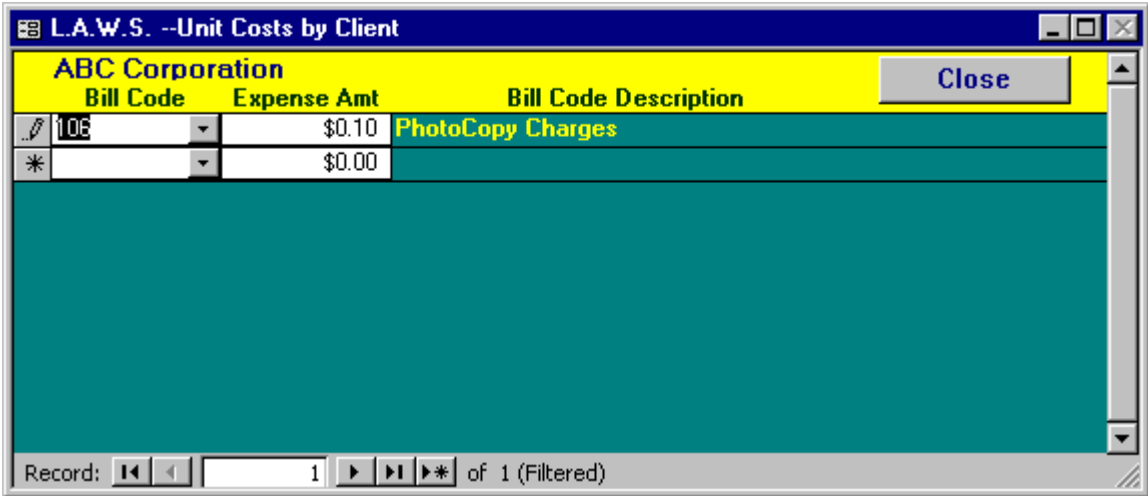 L.A.W.S. --Unit Costs by Client
ABC Corporation
Close
Bill Code Expense Amt Bill Code Description
106 $0.10 PhotoCopy Charges
$0.00
Record: 1 of 1 (Filtered)